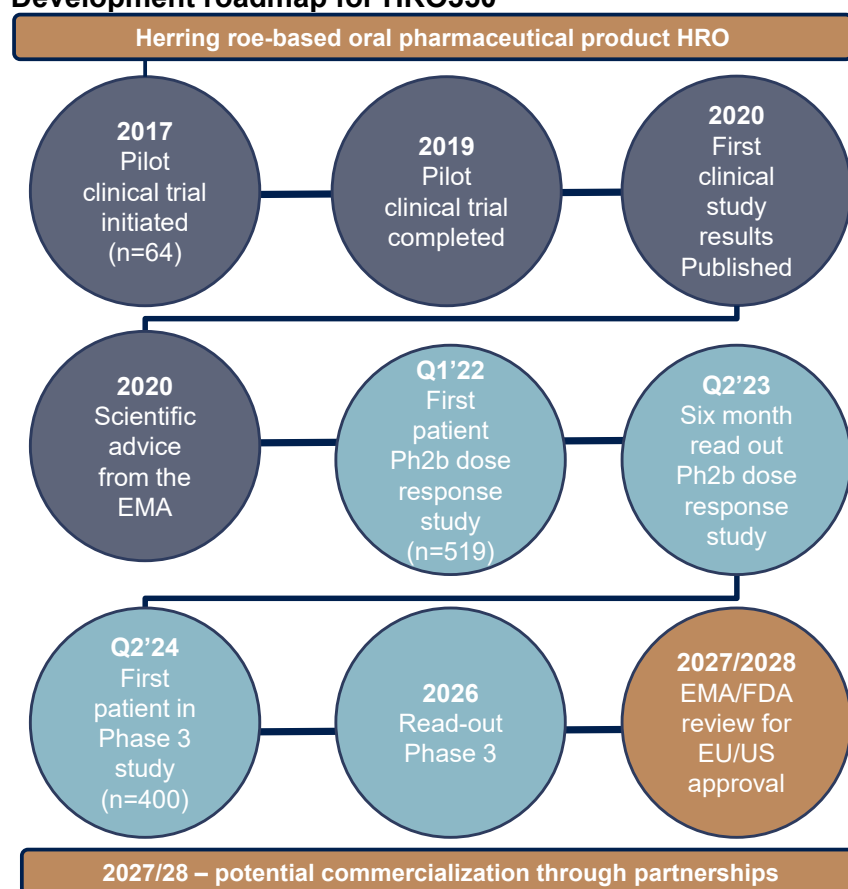 Development roadmap for HRO350
Herring roe-based oral pharmaceutical product HRO
2017
Pilot
clinical trial
initiated
(n=64)
2019
Pilot
clinical trial
completed
2020
First
clinical
study
results
Published
2020
Scientific
advice
from the
EMA
Q1’22
First
patient
Ph2b dose
response
study
(n=519)
Q2’23
Six month
read out
Ph2b dose
response
study
Q2’24
First
patient in
Phase 3
study
(n=400)
2026
Read-out
Phase 3
2027/2028
EMA/FDA
review for
EU/US
approval
2027/28 – potential commercialization through partnerships